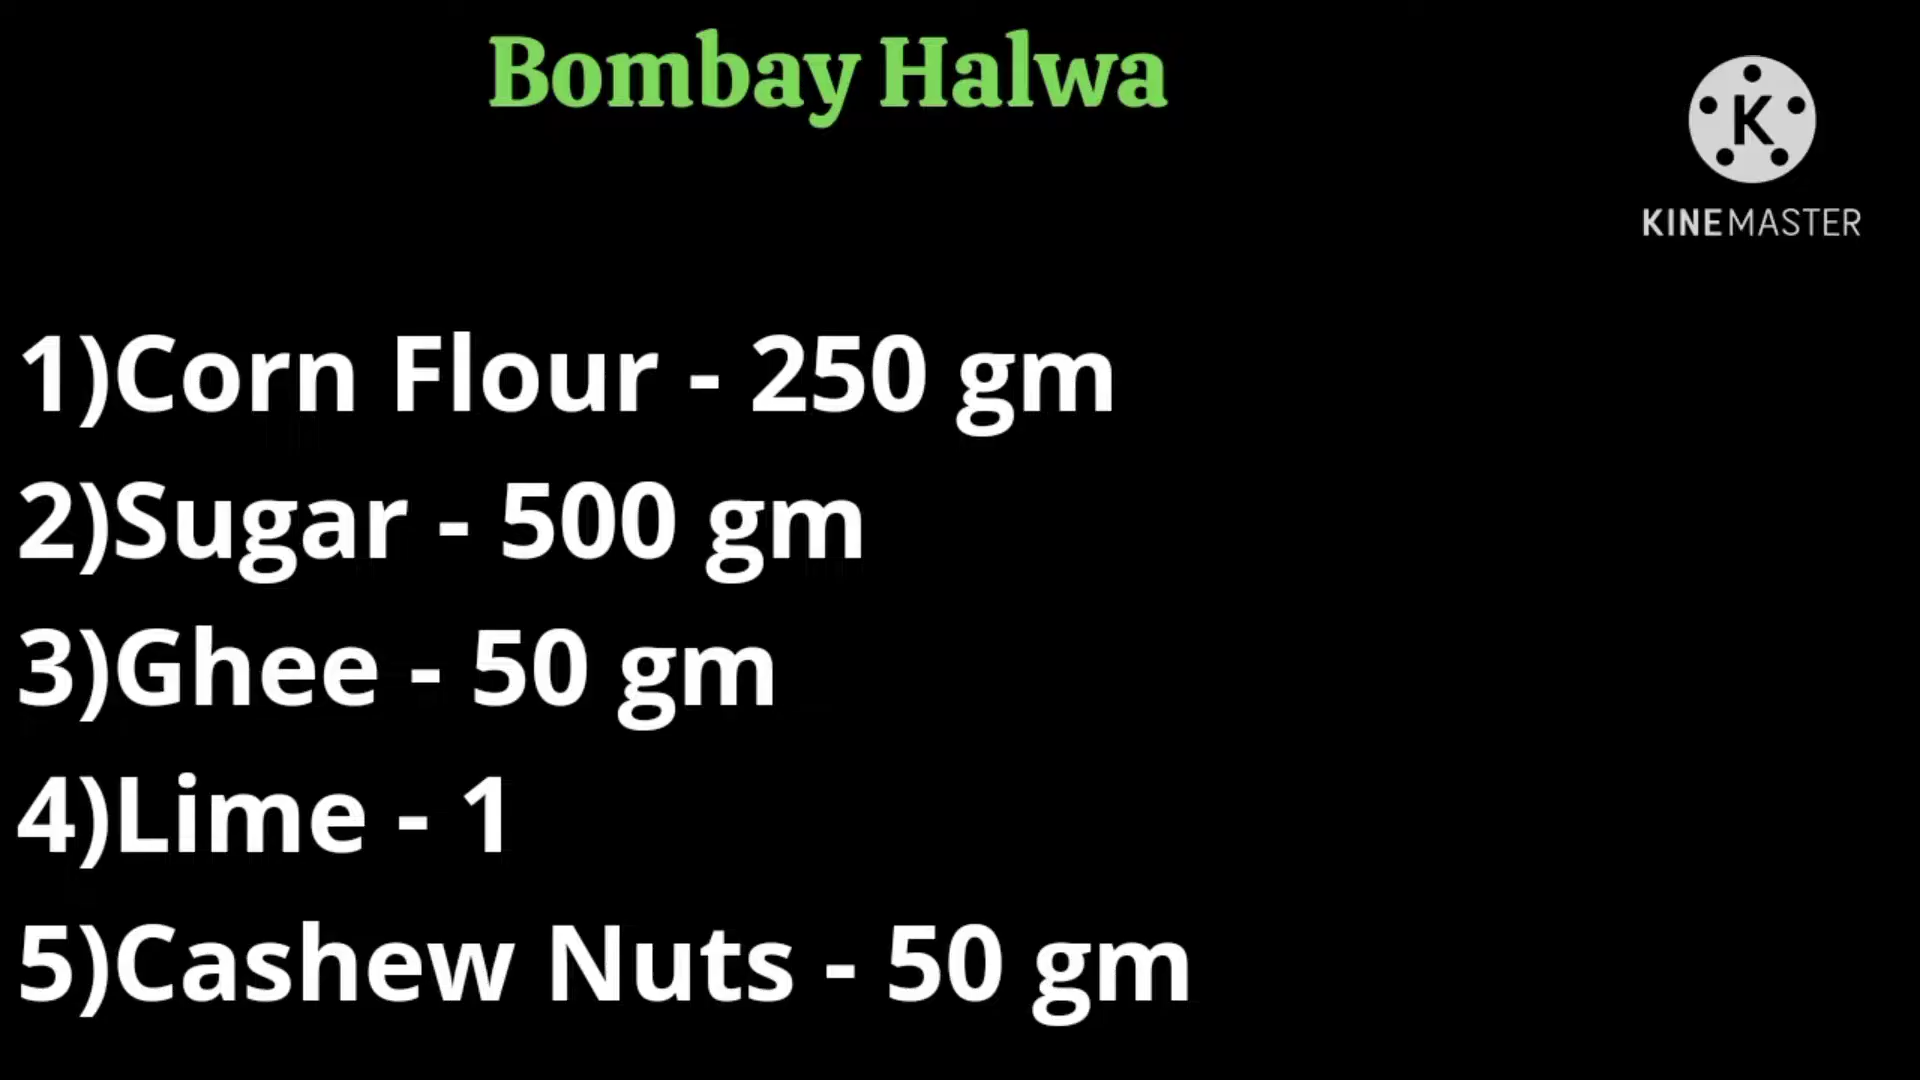 Bombay Halwa
K
KINEMASTER
1)Corn Flour - 250 gm
2)Sugar - 500 gm
3)Ghee - 50 gm
4)Lime - 1
5)Cashew Nuts - 50 gm